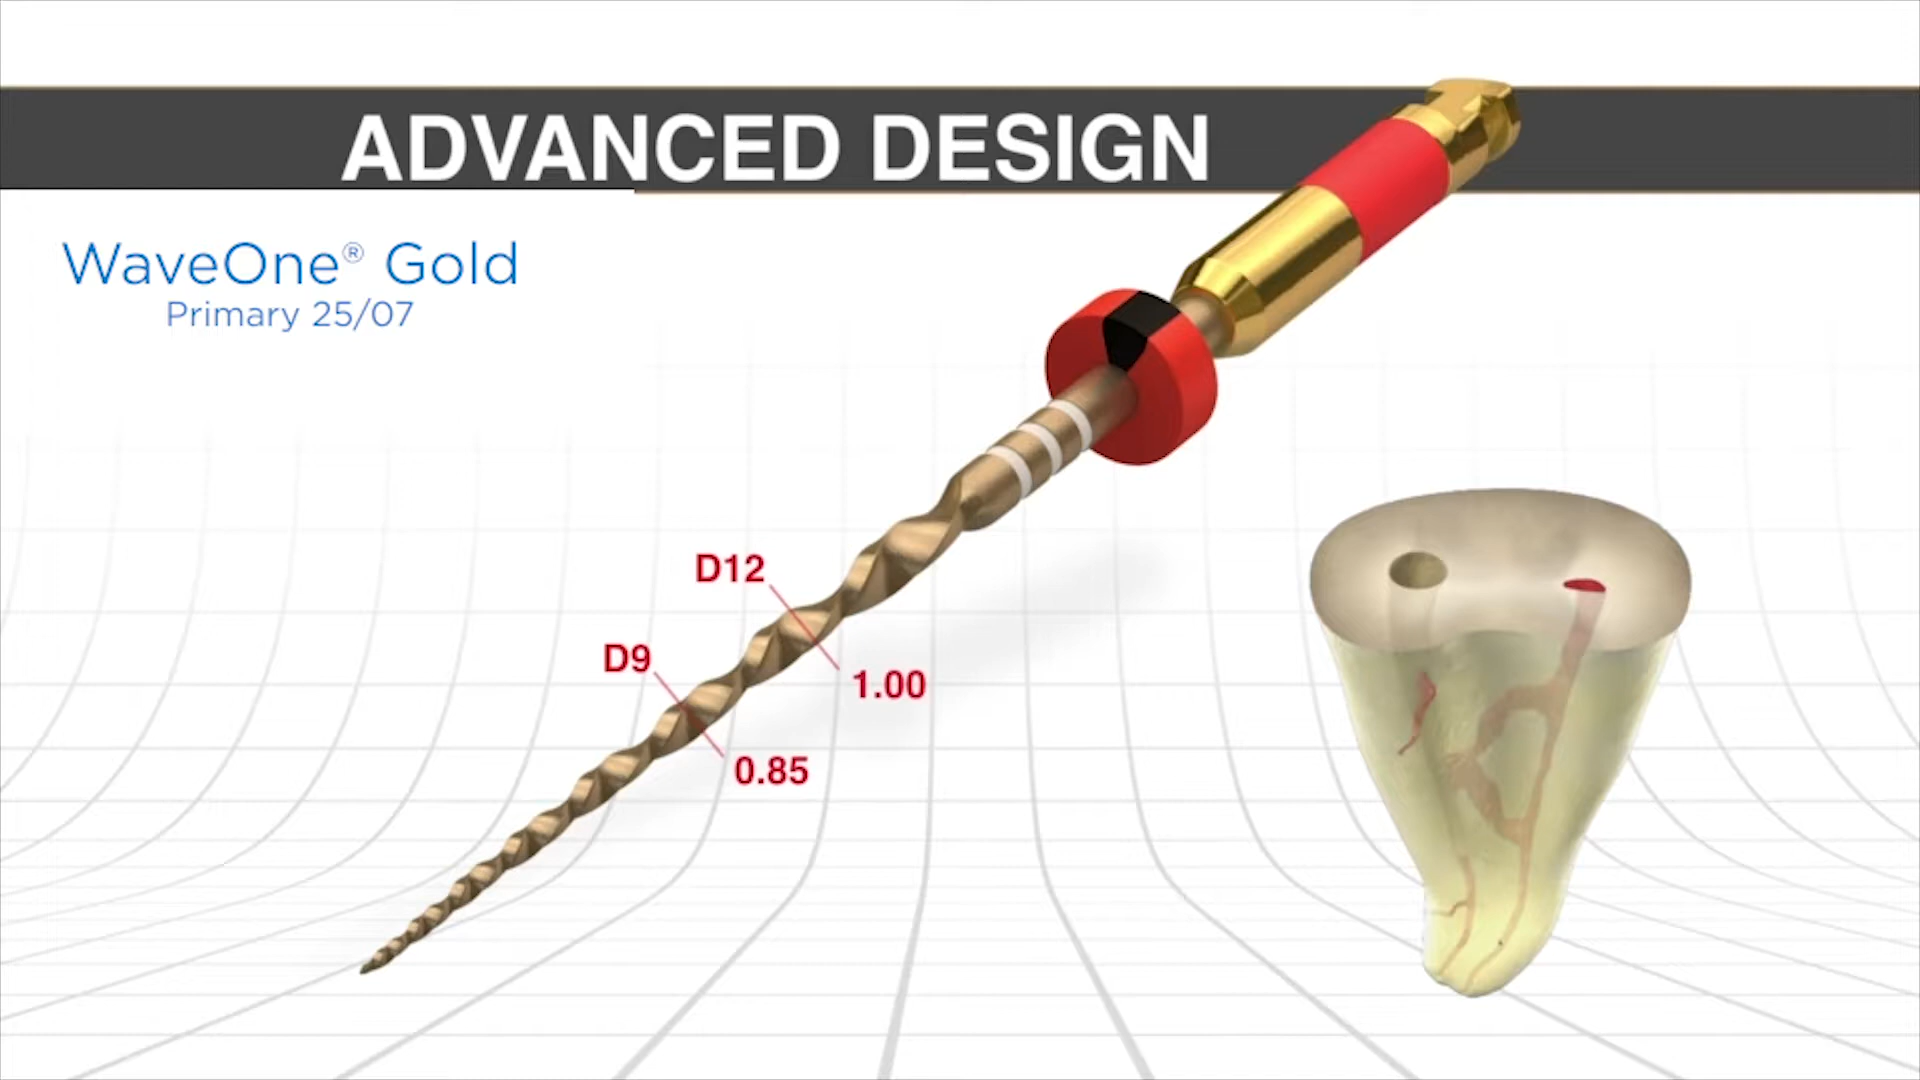 ADVANCED DESIGN
WaveOne® Gold
Primary 25/07
D12
1.00
D9
0.85